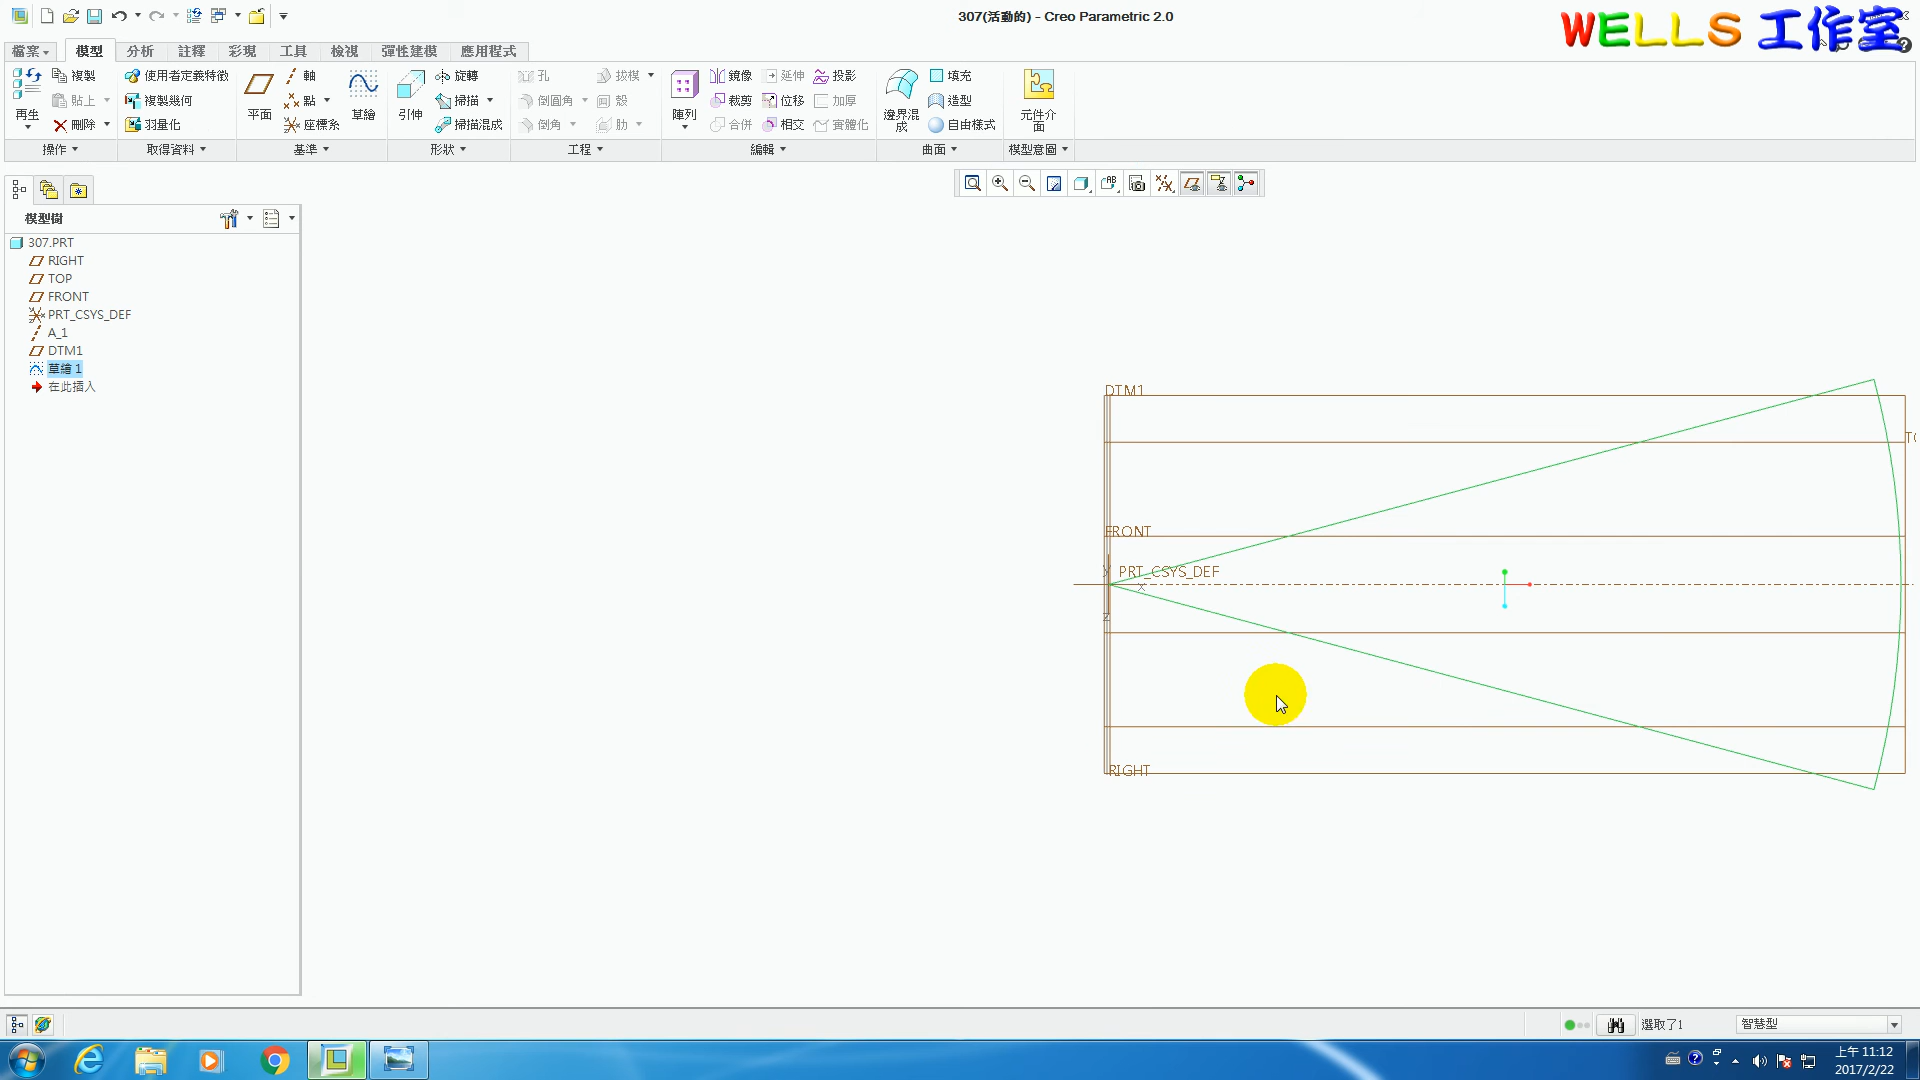 307(活動的) - Creo Parametric 2.0
WELLS 工作室
檔案 模型 分析 註釋 彩現 工具 檢視 彈性建模 應用程式
複製 使用者定義特徵 軸 旋轉 孔 拔模 鏡像 延伸 投影 填充
再生 貼上 複製幾何 平面 點 草繪 引伸 掃描 倒圓角 殼 陣列 裁剪 位移 加厚 邊界混成 造型 元件介面
刪除 羽量化 座標系 掃描混成 倒角 肋 合併 相交 實體化 自由樣式
操作 取得資料 基準 形狀 工程 編輯 曲面 模型意圖
模型樹
307.PRT
RIGHT
TOP
FRONT
PRT_CSYS_DEF
A_1
DTM1
草繪 1
在此插入
DTM1
FRONT
Y PRT_CSYS_DEF
X
Z
RIGHT
選取了1
智慧型
上午 11:12
2017/2/22